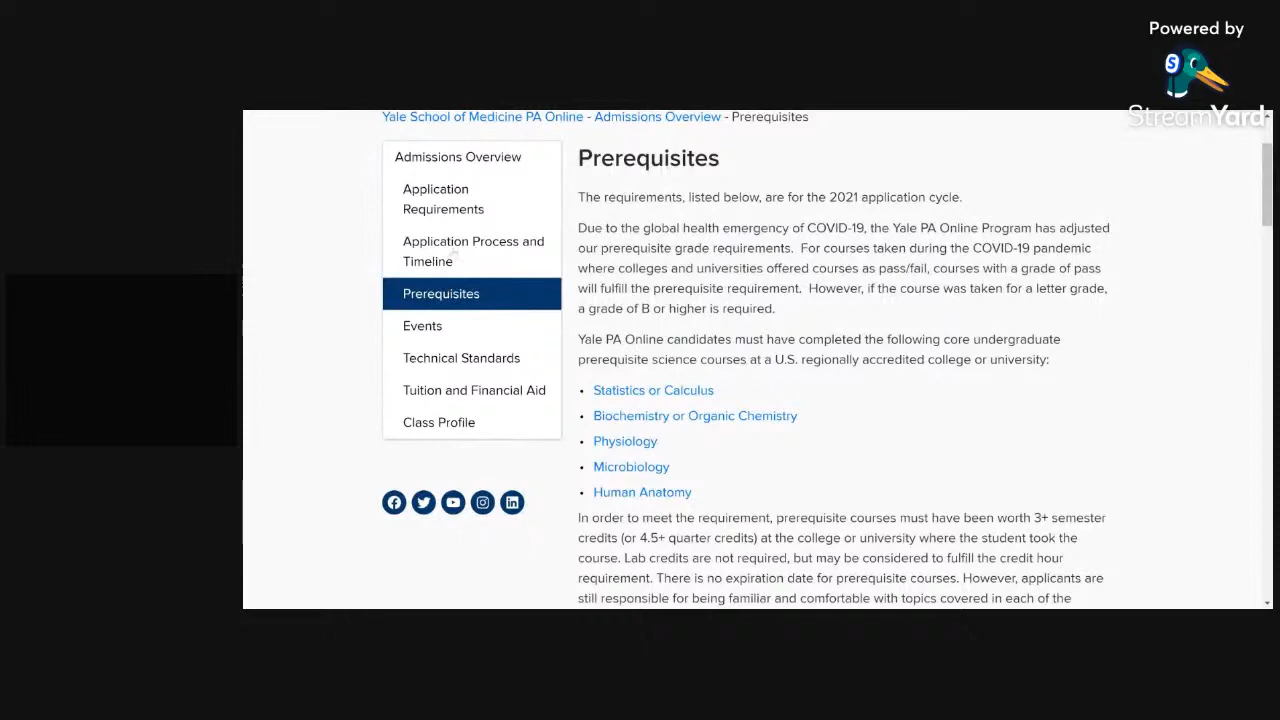 Powered by
S
StreamYard
Yale School of Medicine PA Online - Admissions Overview - Prerequisites
Admissions Overview
Application
Requirements
Application Process and
Timeline
Prerequisites
Events
Technical Standards
Tuition and Financial Aid
Class Profile
Prerequisites
The requirements, listed below, are for the 2021 application cycle.
Due to the global health emergency of COVID-19, the Yale PA Online Program has adjusted
our prerequisite grade requirements. For courses taken during the COVID-19 pandemic
where colleges and universities offered courses as pass/fail, courses with a grade of pass
will fulfill the prerequisite requirement. However, if the course was taken for a letter grade,
a grade of B or higher is required.
Yale PA Online candidates must have completed the following core undergraduate
prerequisite science courses at a U.S. regionally accredited college or university:
• Statistics or Calculus
• Biochemistry or Organic Chemistry
• Physiology
• Microbiology
• Human Anatomy
In order to meet the requirement, prerequisite courses must have been worth 3+ semester
credits (or 4.5+ quarter credits) at the college or university where the student took the
course. Lab credits are not required, but may be considered to fulfill the credit hour
requirement. There is no expiration date for prerequisite courses. However, applicants are
still responsible for being familiar and comfortable with topics covered in each of the